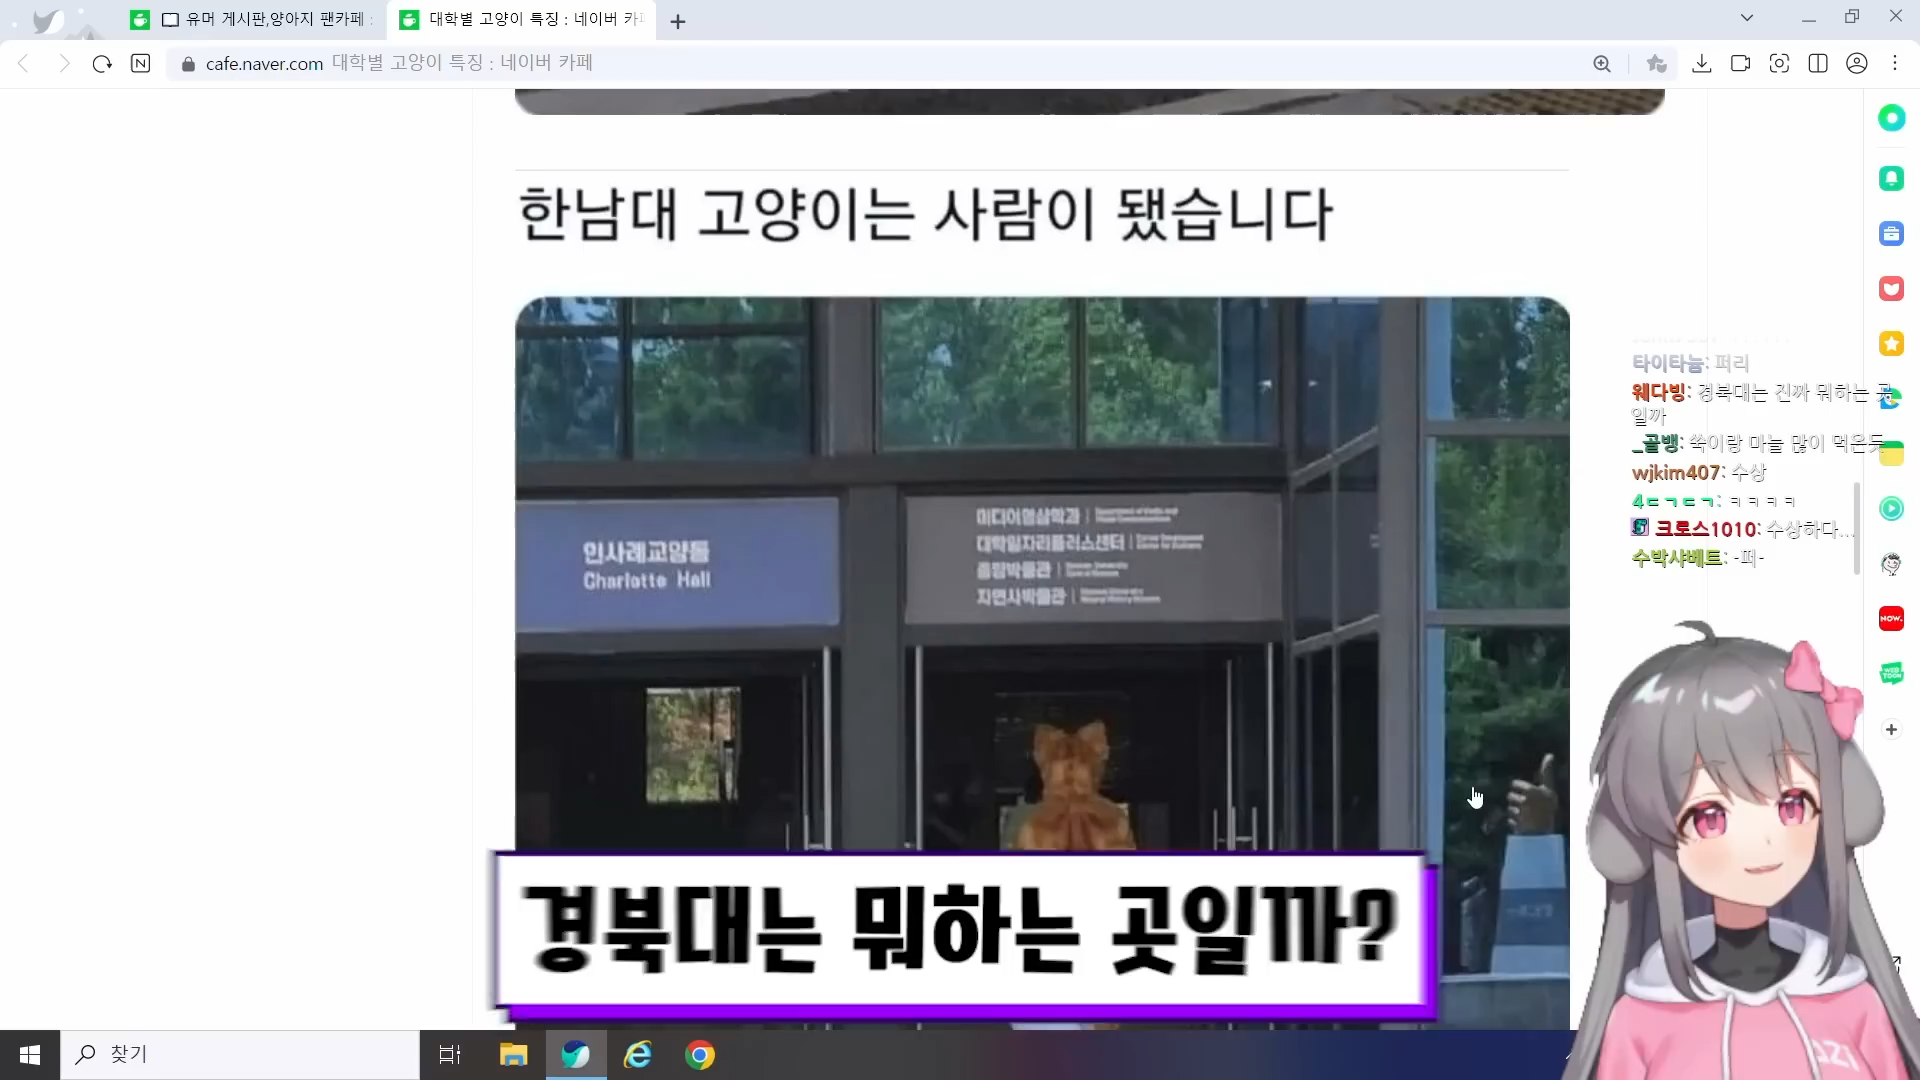 유머 게시판,양아지 팬카페 :
대학별 고양이 특징 : 네이버 카페
cafe.naver.com 대학별 고양이 특징 : 네이버 카페
한남대 고양이는 사람이 됐습니다
인사례교양동
Charlotte Hall
미디어영상학과
대학일자리플러스센터
중앙박물관
자연사박물관
타이타늄: 퍼리
웨다빙: 경북대는 진짜 뭐하는 곳
일까
_골뱅: 쑥이랑 마늘 많이 먹은듯
wjkim407: 수상
4ㄷㄱㄷㄱ: ㅋㅋㅋㅋ
크로스1010: 수상하다...
수박샤베트: -퍼-
NOW.
WEB
TOON
경북대는 뭐하는 곳일까?
찾기